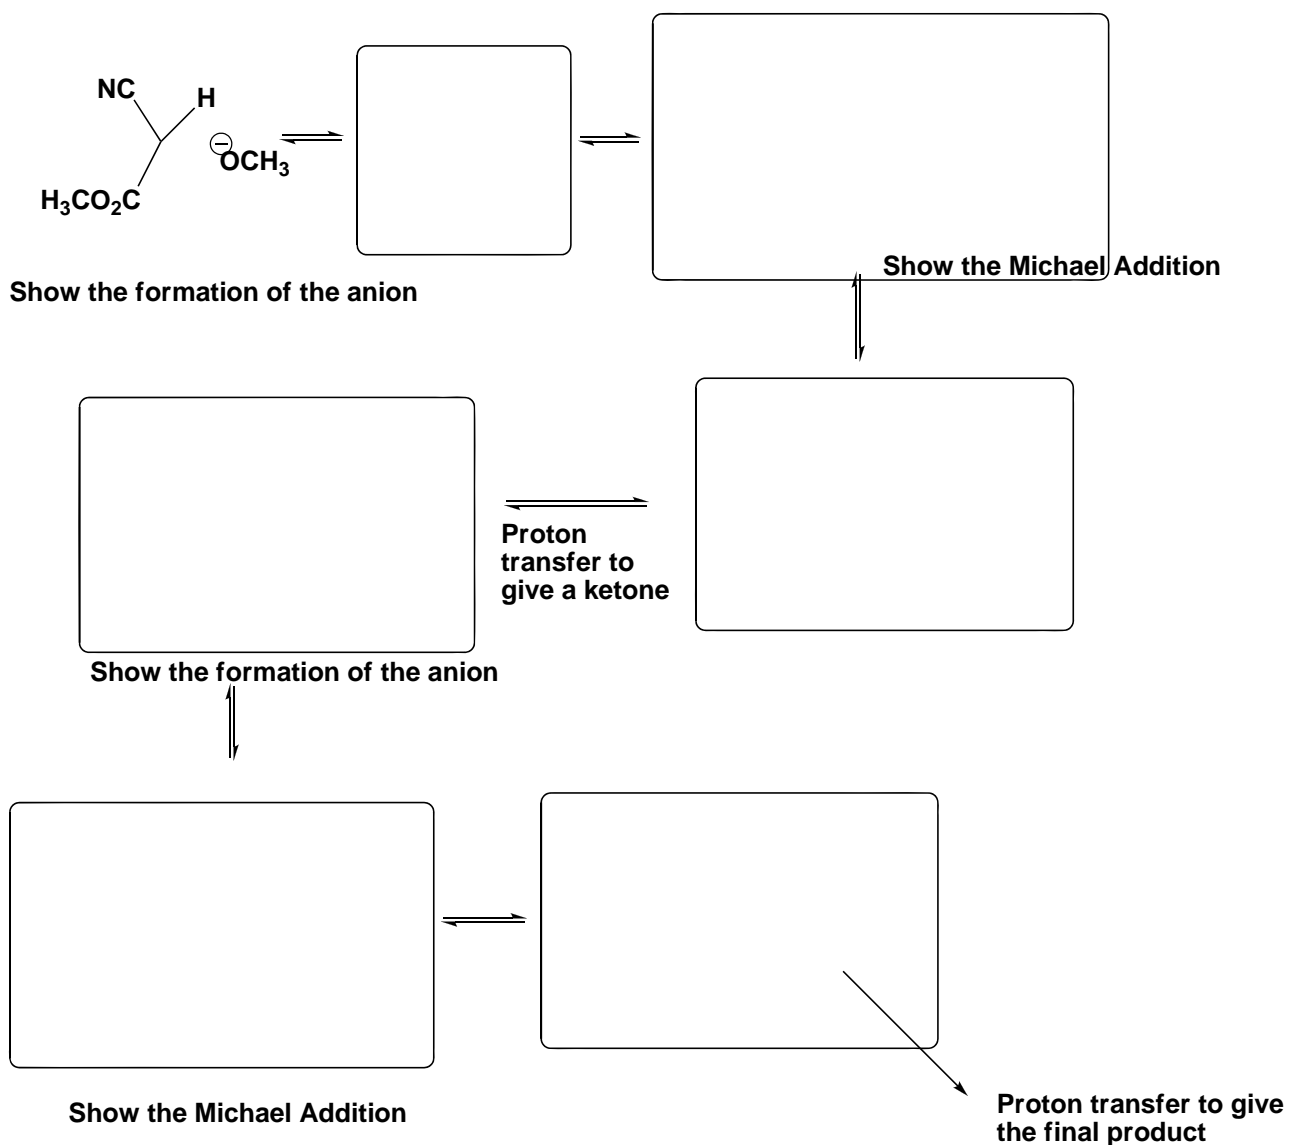 NC
H
⊖
OCH₃
H₃CO₂C
Show the formation of the anion
Show the Michael Addition
Proton
transfer to
give a ketone
Show the formation of the anion
Show the Michael Addition
Proton transfer to give
the final product